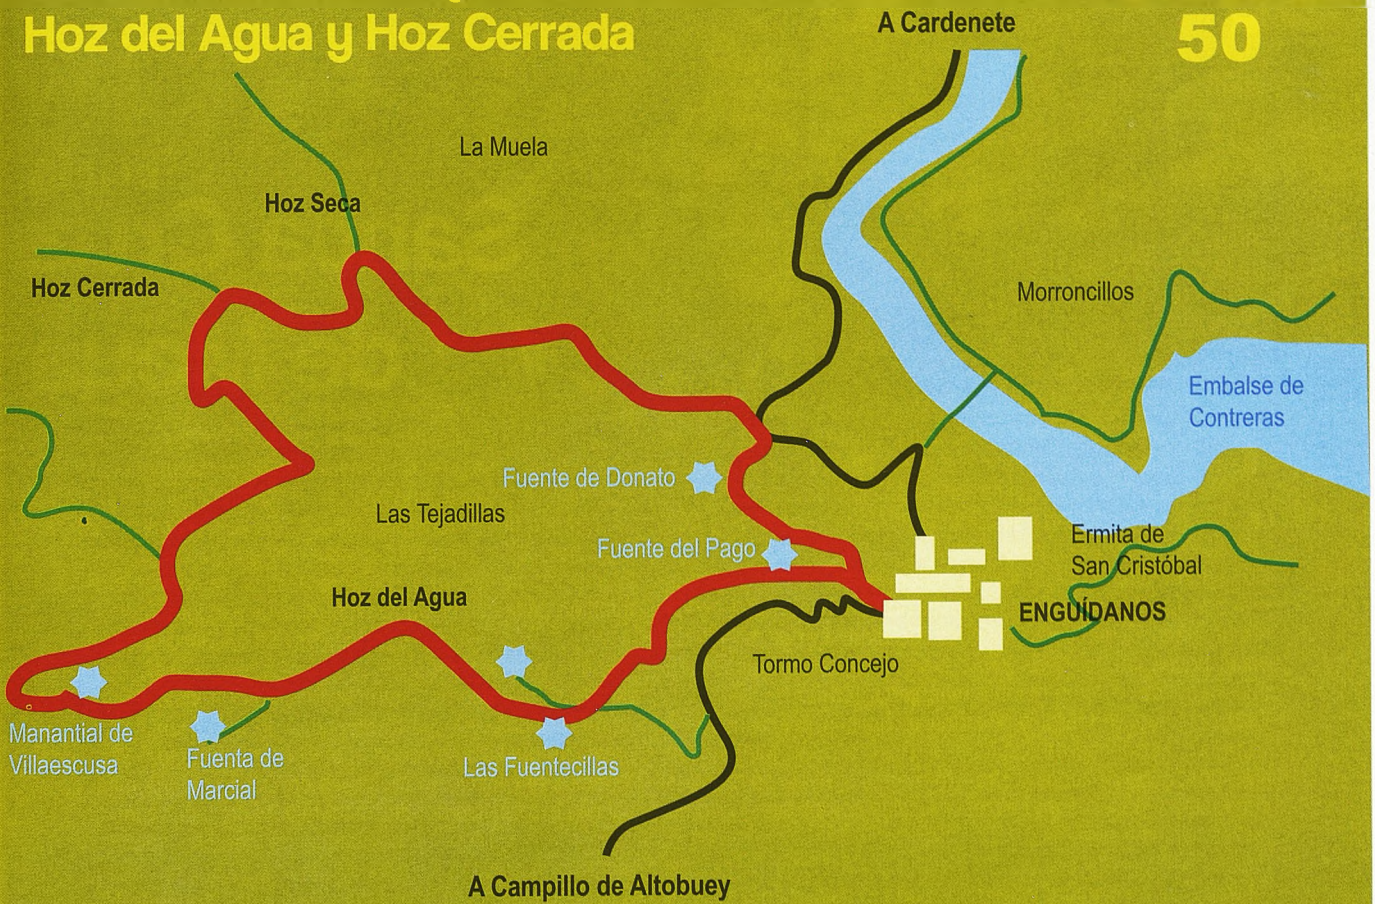 Hoz del Agua y Hoz Cerrada
A Cardenete
50
La Muela
Hoz Seca
Hoz Cerrada
Morroncillos
Embalse de
Contreras
Fuente de Donato
Las Tejadillas
Fuente del Pago
Ermita de
San Cristóbal
Hoz del Agua
ENGUÍDANOS
Tormo Concejo
Manantial de
Villaescusa
Fuenta de
Marcial
Las Fuentecillas
A Campillo de Altobuey